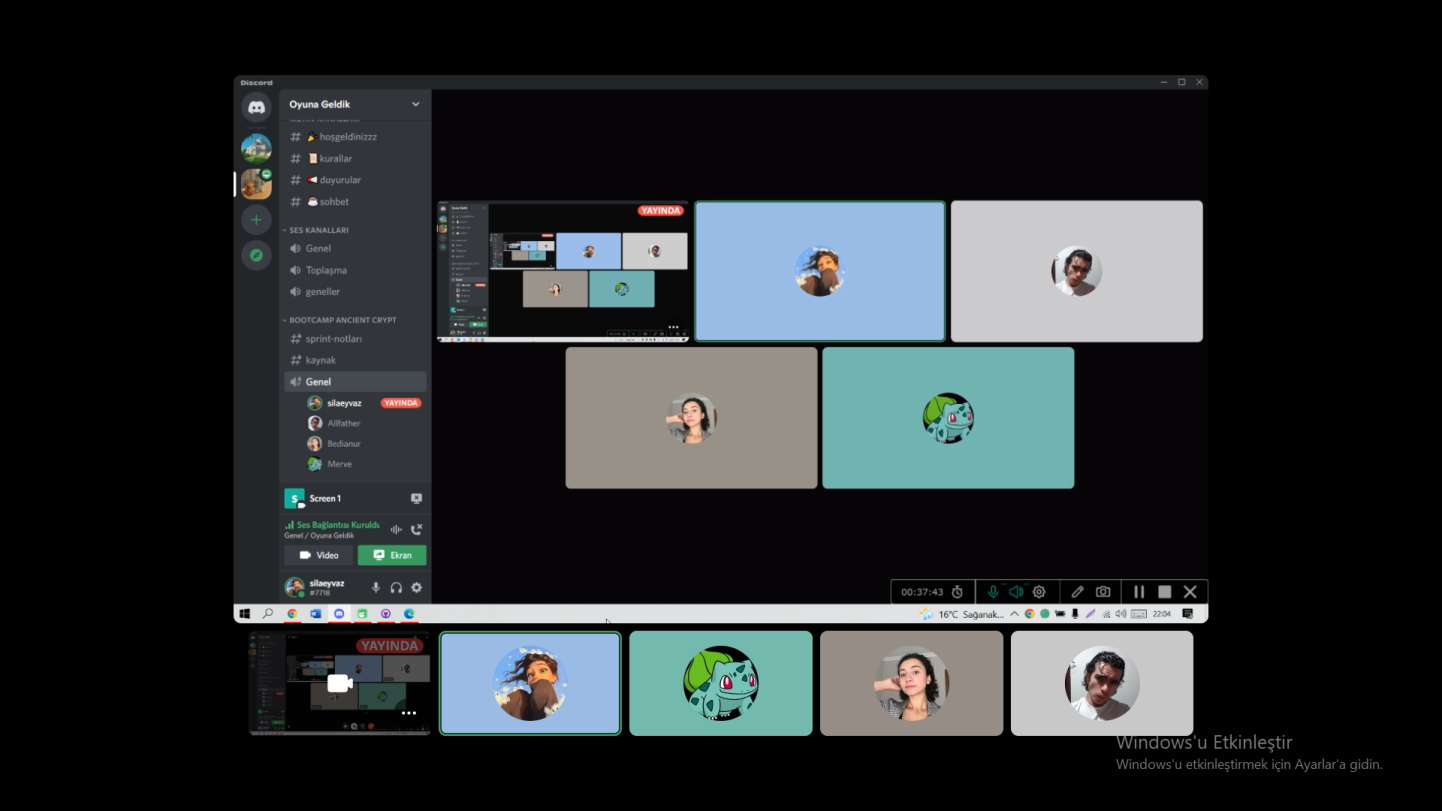 Discord
Oyuna Geldik
hoşgeldinizzz
kurallar
duyurular
sohbet
SES KANALLARI
Genel
Toplaşma
geneller
BOOTCAMP ANCIENT CRYPT
sprint-notları
kaynak
Genel
silaeyvaz YAYINDA
Allfather
Bedianur
Merve
S Screen 1
Ses Bağlantısı Kuruldu
Genel / Oyuna Geldik
Video Ekran
silaeyvaz
#7718
YAYINDA
00:37:43
16°C Sağanak... 22:04
YAYINDA
Windows'u Etkinleştir
Windows'u etkinleştirmek için Ayarlar'a gidin.